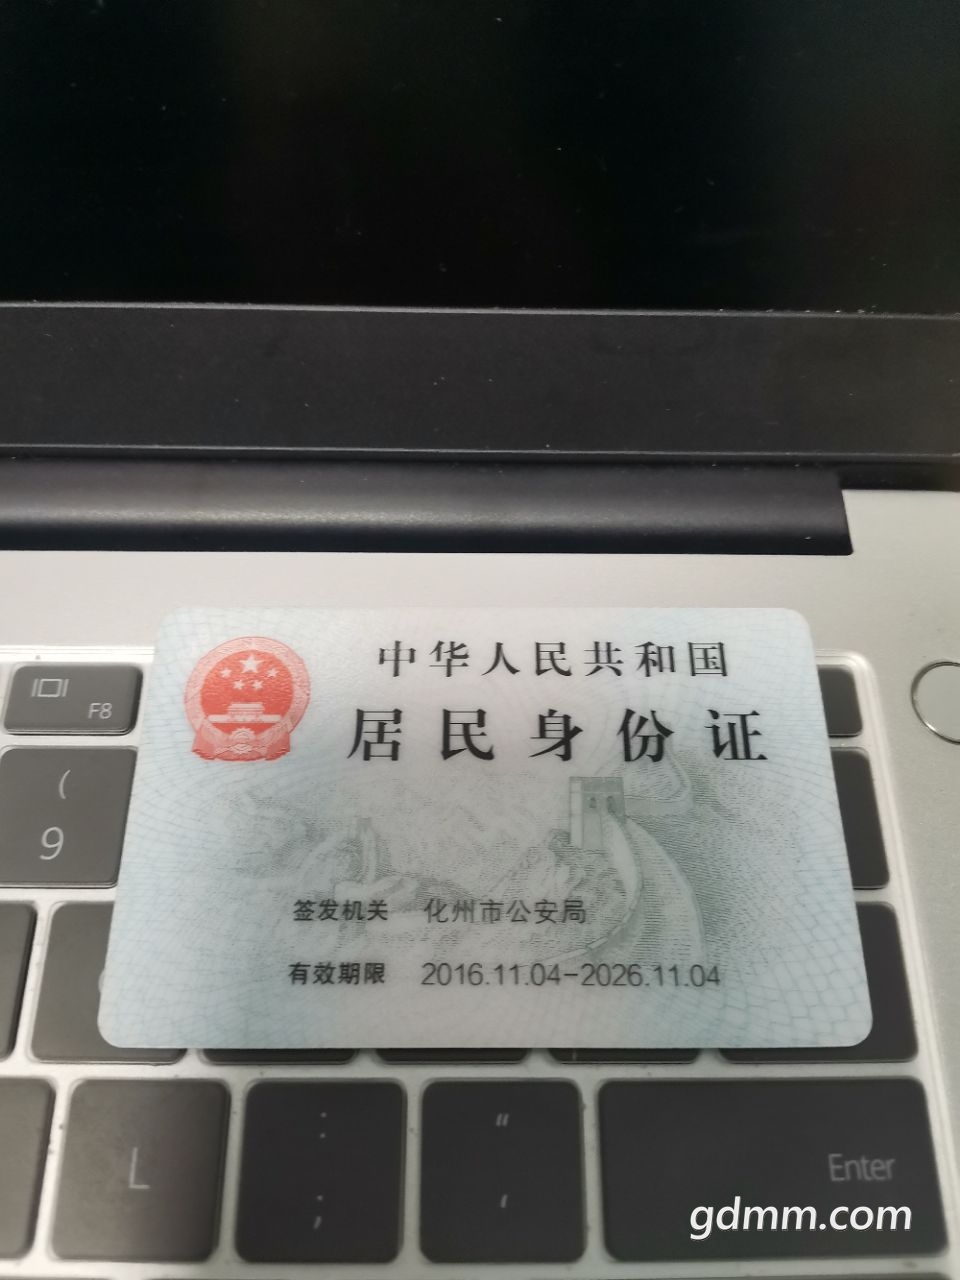 中华人民共和国
居民身份证
签发机关 化州市公安局
有效期限 2016.11.04-2026.11.04
F8
(
9
L
:
;
"
'
Enter
gdmm.com